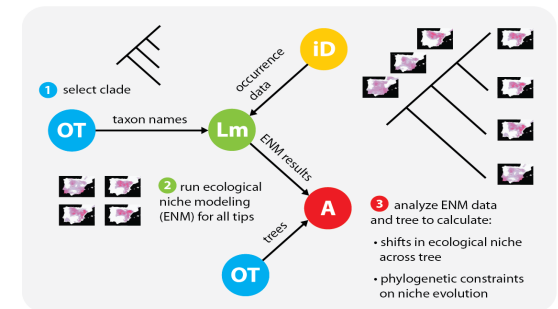 iD
occurrence
data
1 select clade
OT
taxon names
Lm
ENM results
2 run ecological
niche modeling
(ENM) for all tips
A
trees
OT
3 analyze ENM data
and tree to calculate:
• shifts in ecological niche
across tree
• phylogenetic constraints
on niche evolution